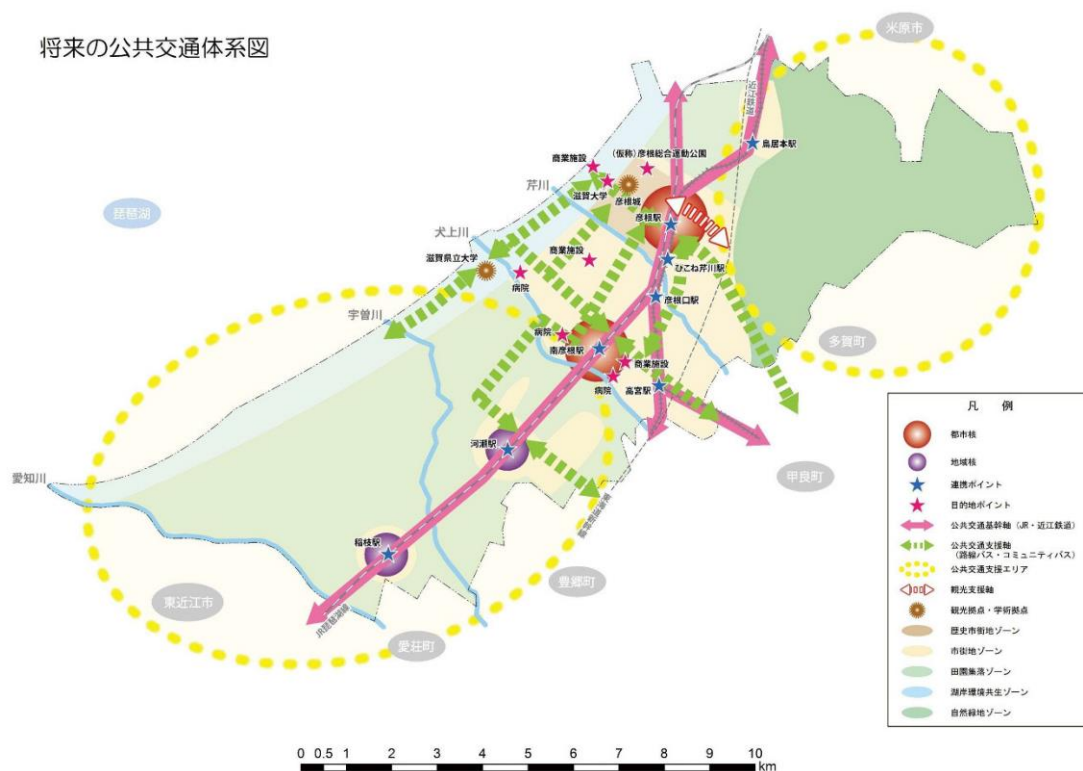 将来の公共交通体系図
米原市
鳥居本駅
(仮称)彦根総合運動公園
商業施設
滋賀大学
芹川
彦根城
琵琶湖
彦根駅
犬上川
商業施設
滋賀県立大学
ひこね芹川駅
病院
彦根口駅
宇曽川
病院
南彦根駅
多賀町
商業施設
病院
高宮駅
河瀬駅
愛知川
甲良町
稲枝駅
東近江市
豊郷町
JR琵琶湖線
愛荘町
凡 例
都市核
地域核
連携ポイント
目的地ポイント
公共交通基幹軸(JR・近江鉄道)
公共交通支援軸
(路線バス・コミュニティバス)
公共交通支援エリア
観光支援軸
観光拠点・学術拠点
歴史市街地ゾーン
市街地ゾーン
田園集落ゾーン
湖岸環境共生ゾーン
自然緑地ゾーン
0 0.5 1 2 3 4 5 6 7 8 9 10
km